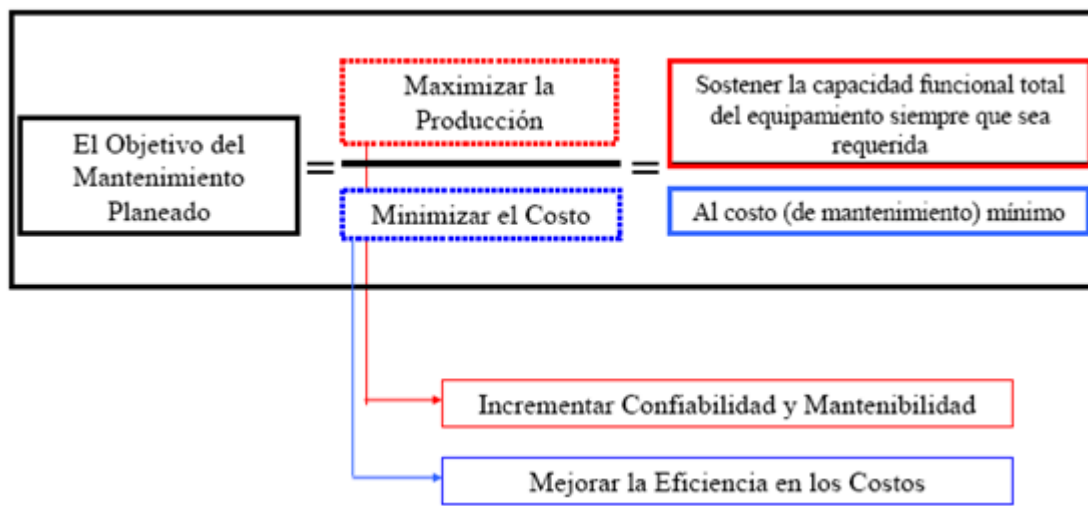 El Objetivo del
Mantenimiento
Planeado
=
Maximizar la
Producción
Minimizar el Costo
=
Sostener la capacidad funcional total
del equipamiento siempre que sea
requerida
Al costo (de mantenimiento) mínimo
Incrementar Confiabilidad y Mantenibilidad
Mejorar la Eficiencia en los Costos